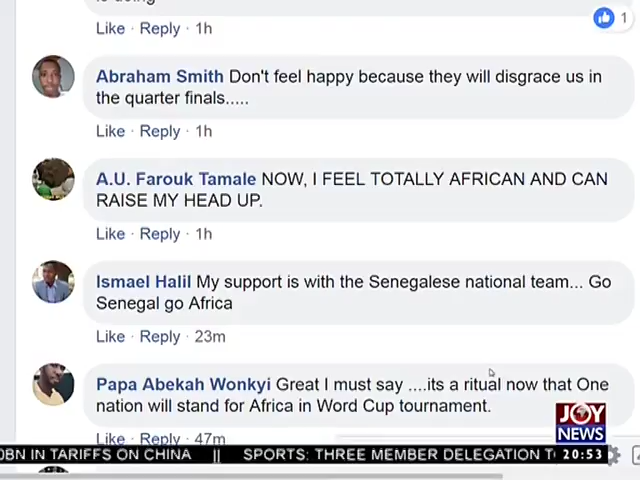 Like · Reply · 1h
1
Abraham Smith Don't feel happy because they will disgrace us in
the quarter finals.....
Like · Reply · 1h
A.U. Farouk Tamale NOW, I FEEL TOTALLY AFRICAN AND CAN
RAISE MY HEAD UP.
Like · Reply · 1h
Ismael Halil My support is with the Senegalese national team... Go
Senegal go Africa
Like · Reply · 23m
Papa Abekah Wonkyi Great I must say ....its a ritual now that One
nation will stand for Africa in Word Cup tournament.
Like · Reply · 47m
JOY
NEWS
0BN IN TARIFFS ON CHINA || SPORTS: THREE MEMBER DELEGATION 20:53